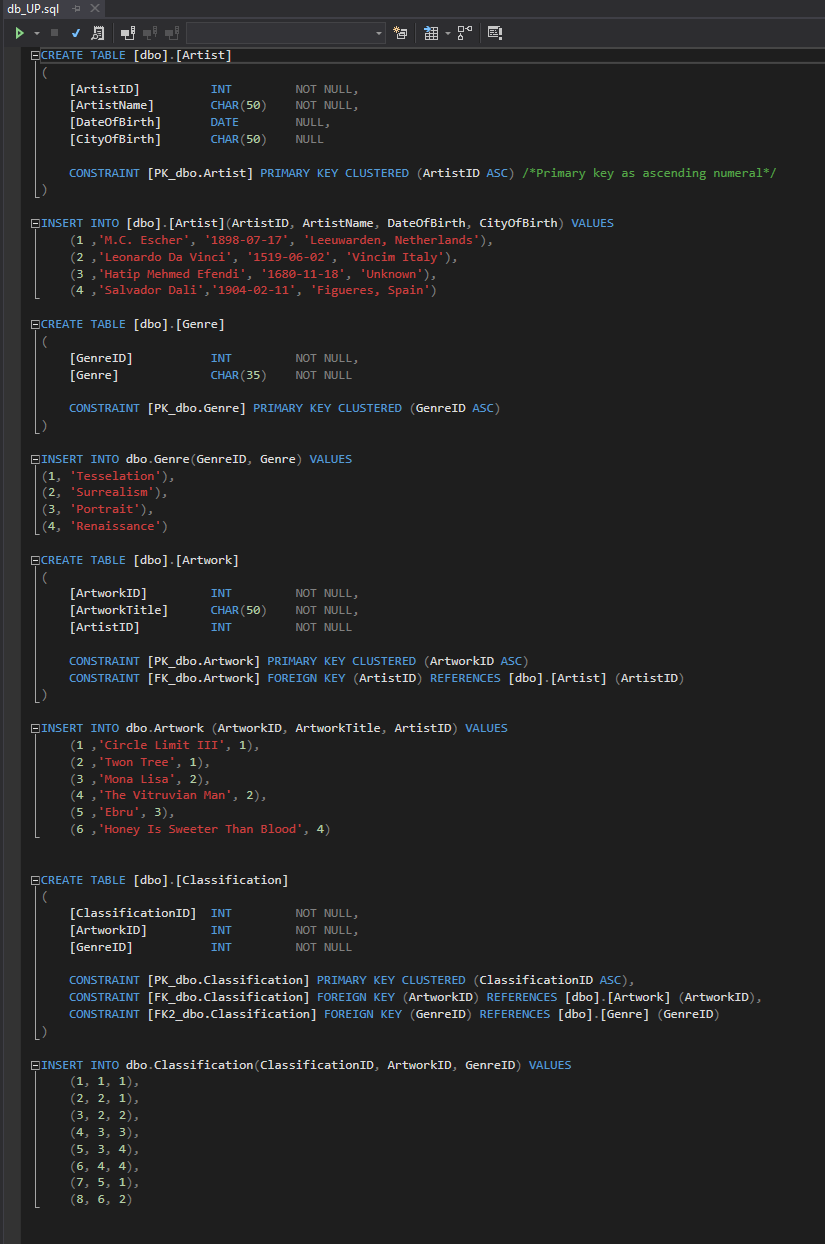 db_UP.sql
CREATE TABLE [dbo].[Artist]
(
[ArtistID] INT NOT NULL,
[ArtistName] CHAR(50) NOT NULL,
[DateOfBirth] DATE NULL,
[CityOfBirth] CHAR(50) NULL
CONSTRAINT [PK_dbo.Artist] PRIMARY KEY CLUSTERED (ArtistID ASC) /*Primary key as ascending numeral*/
)
INSERT INTO [dbo].[Artist](ArtistID, ArtistName, DateOfBirth, CityOfBirth) VALUES
(1 ,'M.C. Escher', '1898-07-17', 'Leeuwarden, Netherlands'),
(2 ,'Leonardo Da Vinci', '1519-06-02', 'Vincim Italy'),
(3 ,'Hatip Mehmed Efendi', '1680-11-18', 'Unknown'),
(4 ,'Salvador Dali','1904-02-11', 'Figueres, Spain')
CREATE TABLE [dbo].[Genre]
(
[GenreID] INT NOT NULL,
[Genre] CHAR(35) NOT NULL
CONSTRAINT [PK_dbo.Genre] PRIMARY KEY CLUSTERED (GenreID ASC)
)
INSERT INTO dbo.Genre(GenreID, Genre) VALUES
(1, 'Tesselation'),
(2, 'Surrealism'),
(3, 'Portrait'),
(4, 'Renaissance')
CREATE TABLE [dbo].[Artwork]
(
[ArtworkID] INT NOT NULL,
[ArtworkTitle] CHAR(50) NOT NULL,
[ArtistID] INT NOT NULL
CONSTRAINT [PK_dbo.Artwork] PRIMARY KEY CLUSTERED (ArtworkID ASC)
CONSTRAINT [FK_dbo.Artwork] FOREIGN KEY (ArtistID) REFERENCES [dbo].[Artist] (ArtistID)
)
INSERT INTO dbo.Artwork (ArtworkID, ArtworkTitle, ArtistID) VALUES
(1 ,'Circle Limit III', 1),
(2 ,'Twon Tree', 1),
(3 ,'Mona Lisa', 2),
(4 ,'The Vitruvian Man', 2),
(5 ,'Ebru', 3),
(6 ,'Honey Is Sweeter Than Blood', 4)
CREATE TABLE [dbo].[Classification]
(
[ClassificationID] INT NOT NULL,
[ArtworkID] INT NOT NULL,
[GenreID] INT NOT NULL
CONSTRAINT [PK_dbo.Classification] PRIMARY KEY CLUSTERED (ClassificationID ASC),
CONSTRAINT [FK_dbo.Classification] FOREIGN KEY (ArtworkID) REFERENCES [dbo].[Artwork] (ArtworkID),
CONSTRAINT [FK2_dbo.Classification] FOREIGN KEY (GenreID) REFERENCES [dbo].[Genre] (GenreID)
)
INSERT INTO dbo.Classification(ClassificationID, ArtworkID, GenreID) VALUES
(1, 1, 1),
(2, 2, 1),
(3, 2, 2),
(4, 3, 3),
(5, 3, 4),
(6, 4, 4),
(7, 5, 1),
(8, 6, 2)